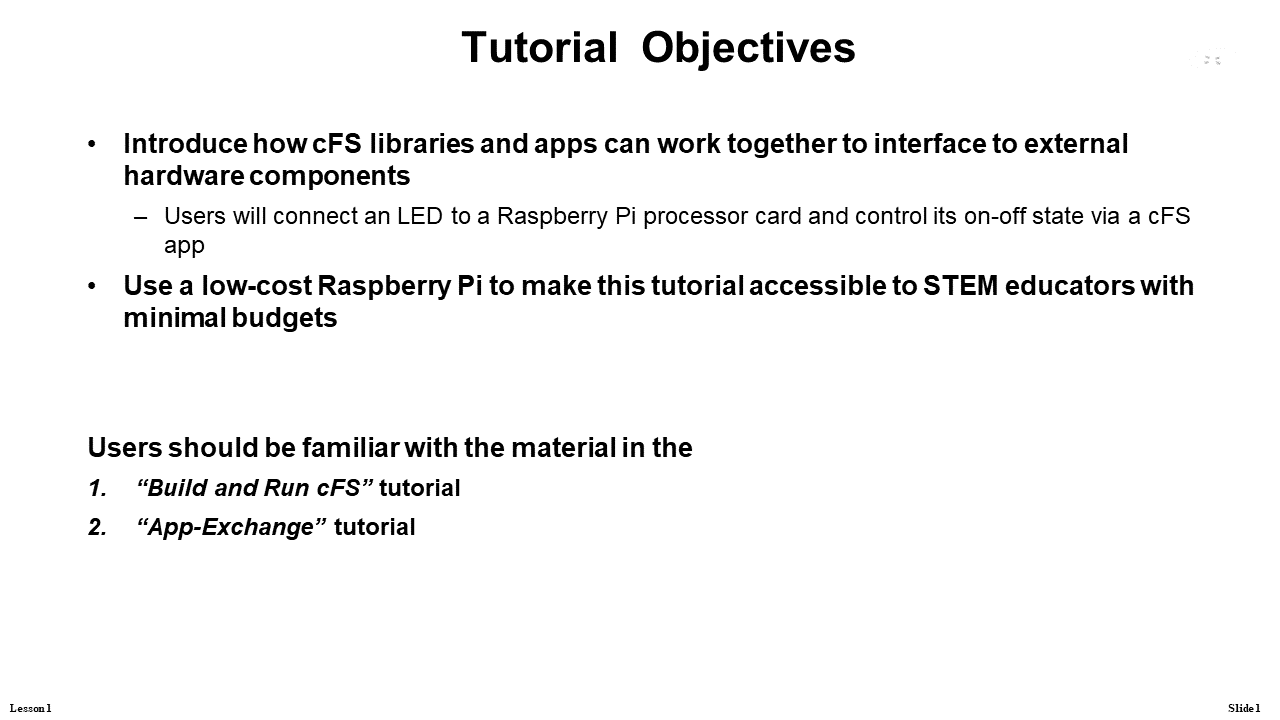 Tutorial Objectives
• Introduce how cFS libraries and apps can work together to interface to external
hardware components
– Users will connect an LED to a Raspberry Pi processor card and control its on-off state via a cFS
app
• Use a low-cost Raspberry Pi to make this tutorial accessible to STEM educators with
minimal budgets
Users should be familiar with the material in the
1. “Build and Run cFS” tutorial
2. “App-Exchange” tutorial
Lesson 1
Slide 1